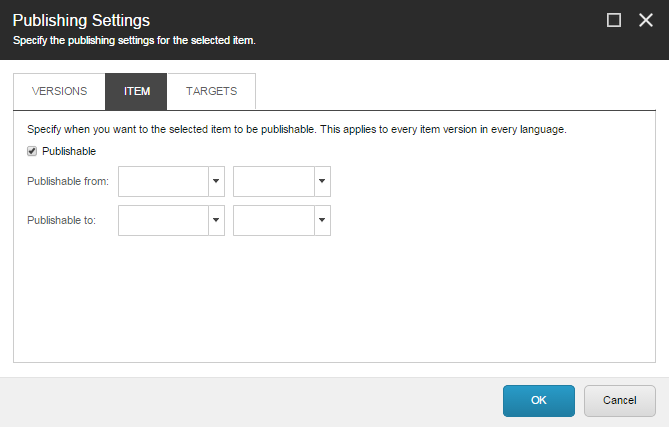 Publishing Settings
Specify the publishing settings for the selected item.
VERSIONS ITEM TARGETS
Specify when you want to the selected item to be publishable. This applies to every item version in every language.
Publishable
Publishable from:
Publishable to:
OK Cancel